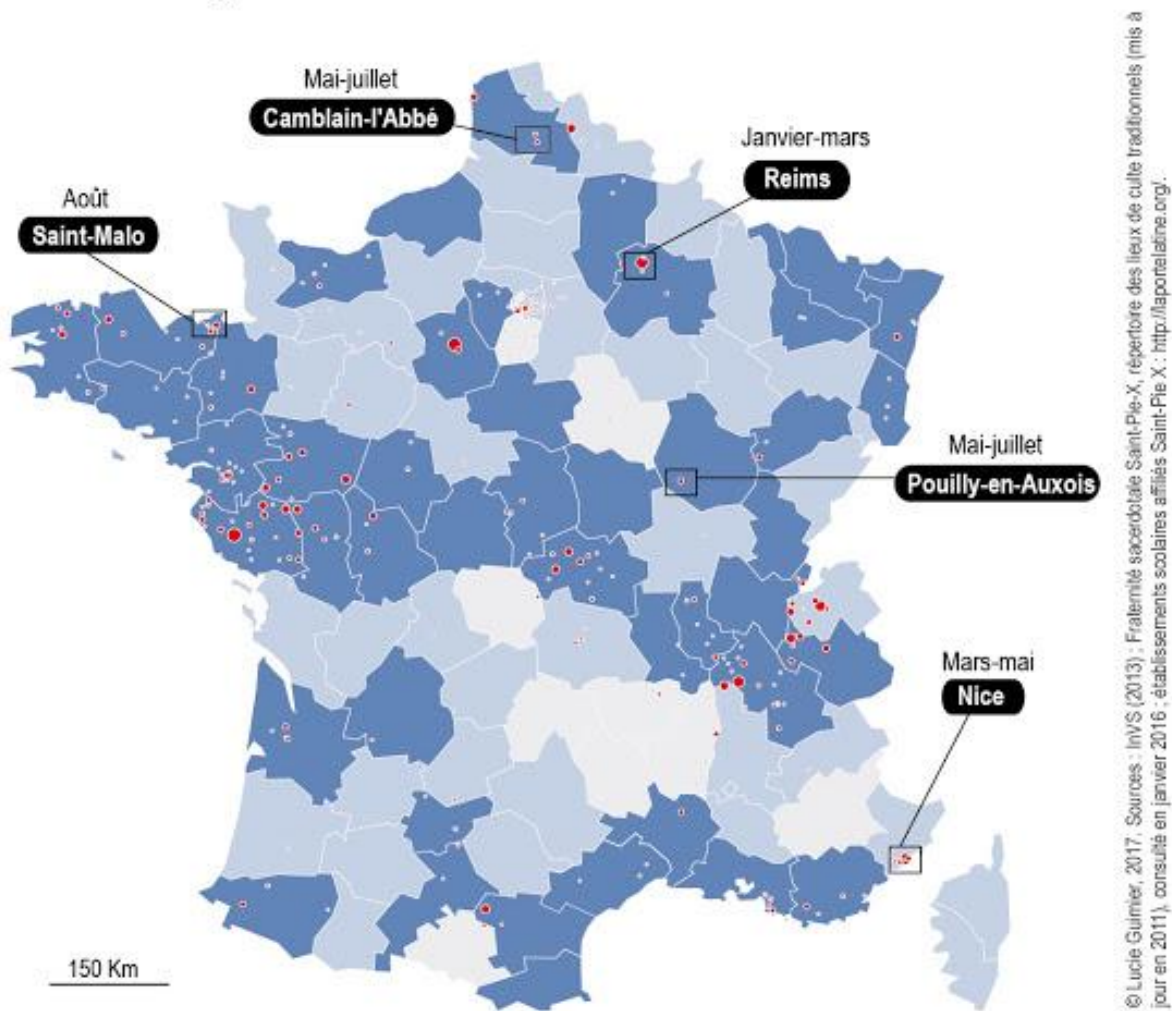 Mai-juillet
Camblain-l'Abbé
Janvier-mars
Reims
Août
Saint-Malo
Mai-juillet
Pouilly-en-Auxois
Mars-mai
Nice
150 Km
© Lucie Guimier, 2017. Sources : InVS (2013) ; Fraternité sacerdotale Saint-Pie-X, répertoire des lieux de culte traditionnels (mis à
jour en 2011), consulté en janvier 2016 ; établissements scolaires affiliés Saint-Pie X : http://laportelatine.org/.